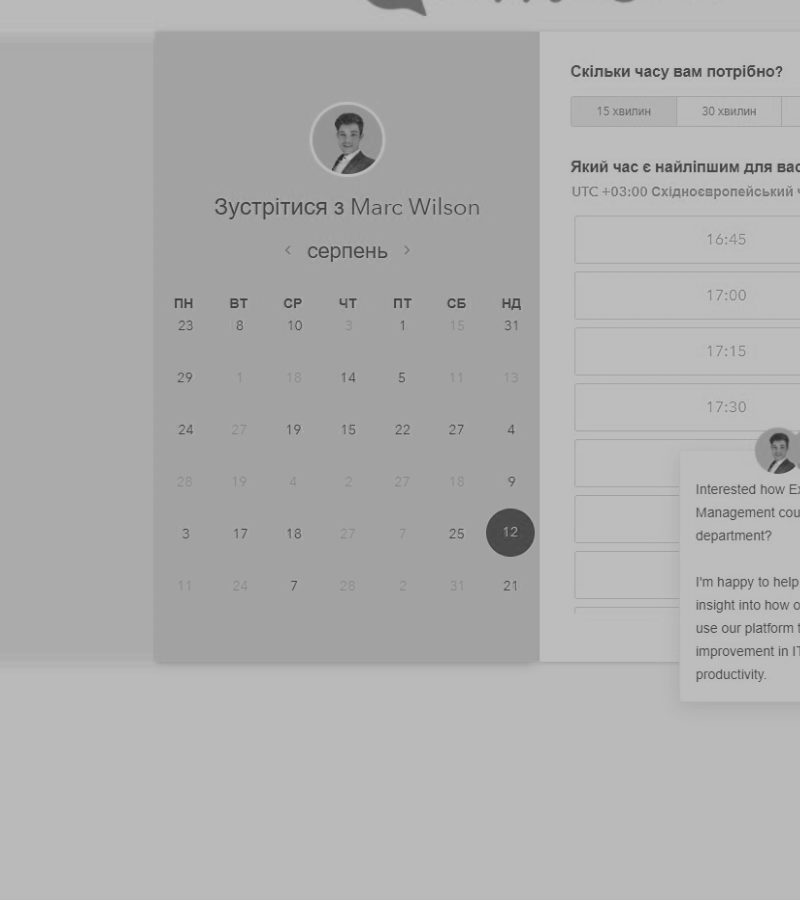 Зустрітися з Marc Wilson
серпень
ПН ВТ СР ЧТ ПТ СБ НД
23 8 10 3 1 15 31
29 1 18 14 5 11 13
24 27 19 15 22 27 4
28 19 4 2 27 18 9
3 17 18 27 7 25 12
11 24 7 28 2 31 21
Скільки часу вам потрібно?
15 хвилин 30 хвилин
Який час є найліпшим для вас
UTC +03:00 Східноєвропейський
16:45
17:00
17:15
17:30
Interested how
Management
department?
I'm happy to help
insight into how
use our platform
improvement in
productivity.